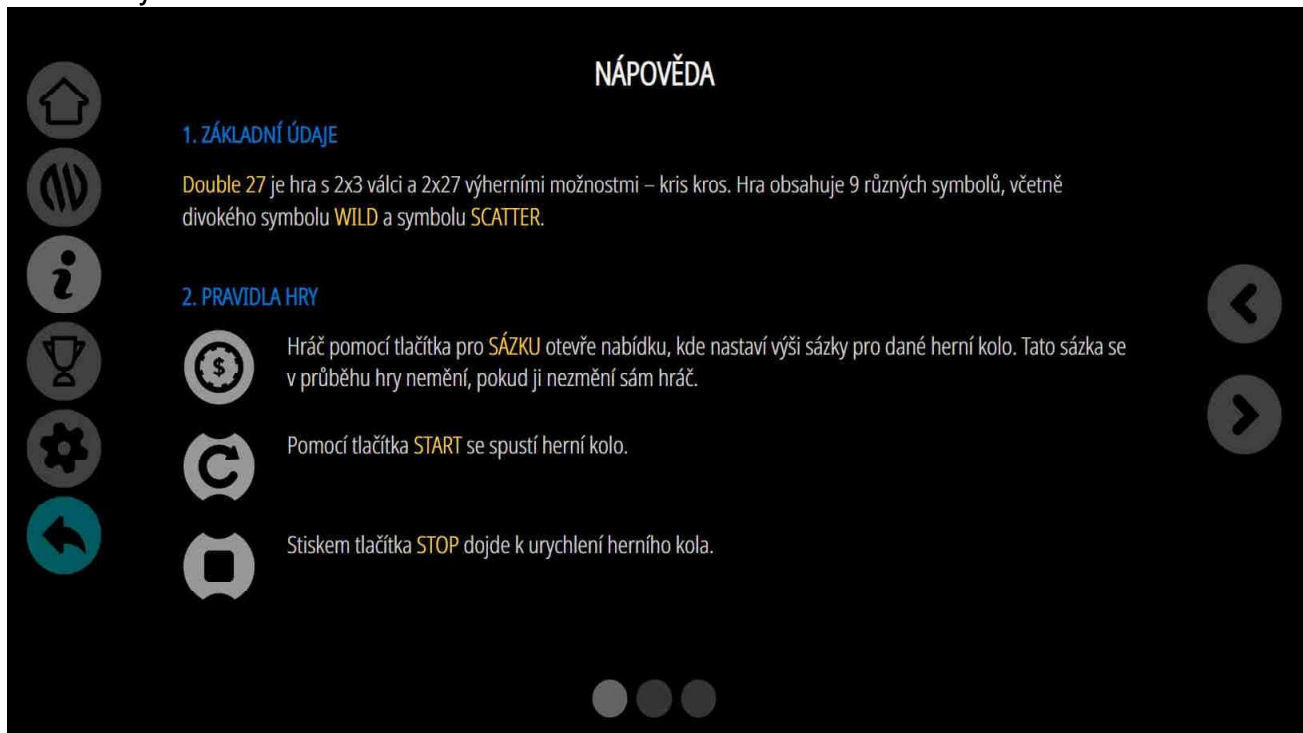 NÁPOVĚDA
1. ZÁKLADNÍ ÚDAJE
Double 27 je hra s 2x3 válci a 2x27 výherními možnostmi – kris kros. Hra obsahuje 9 různých symbolů, včetně
divokého symbolu WILD a symbolu SCATTER.
2. PRAVIDLA HRY
Hráč pomocí tlačítka pro SÁZKU otevře nabídku, kde nastaví výši sázky pro dané herní kolo. Tato sázka se
v průběhu hry nemění, pokud ji nezmění sám hráč.
Pomocí tlačítka START se spustí herní kolo.
Stiskem tlačítka STOP dojde k urychlení herního kola.